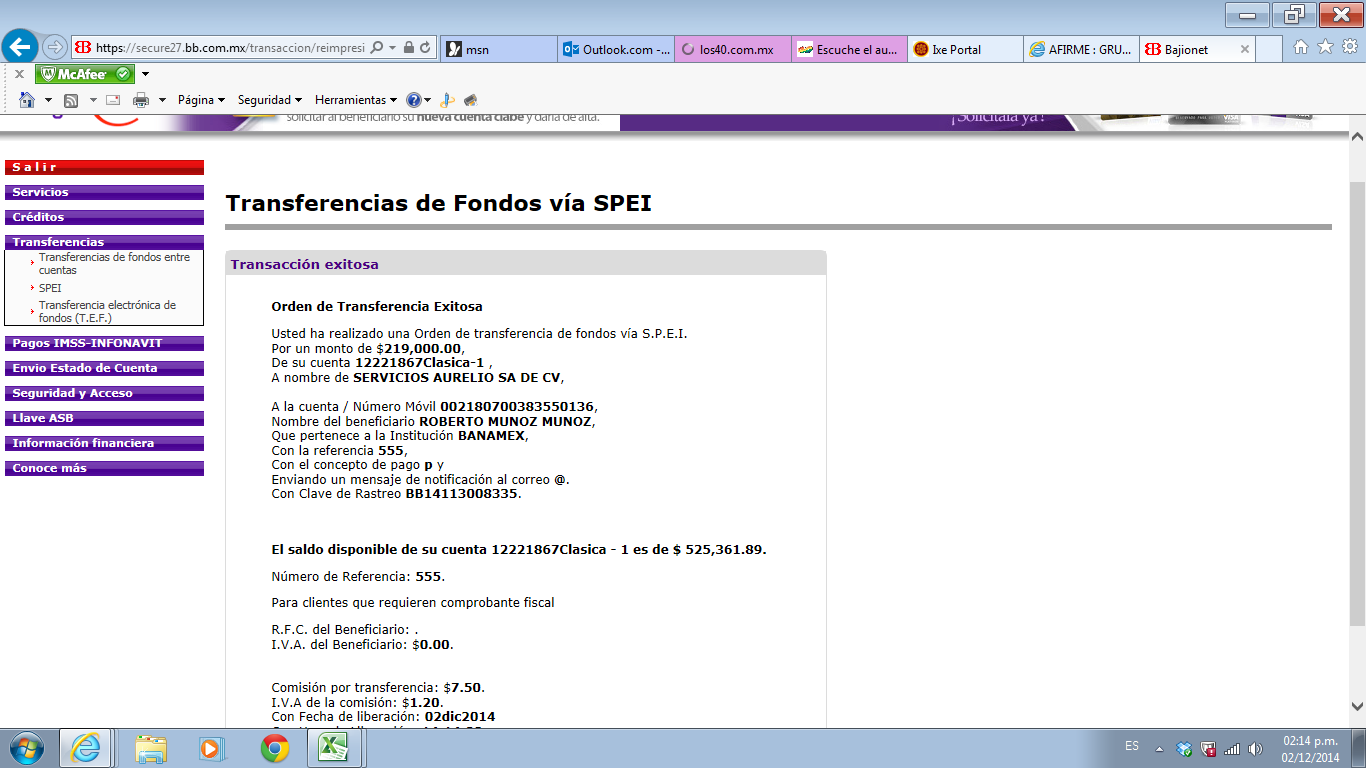 https://secure27.bb.com.mx/transaccion/reimpresi
msn
Outlook.com -...
los40.com.mx
Escuche el au...
Ixe Portal
AFIRME : GRU...
Bajionet
McAfee
Página
Seguridad
Herramientas
solicitar al beneficiario su nueva cuenta clabe y darla de alta.
¡Solicítala ya!
Salir
Servicios
Créditos
Transferencias
Transferencias de fondos entre
cuentas
SPEI
Transferencia electrónica de
fondos (T.E.F.)
Pagos IMSS-INFONAVIT
Envio Estado de Cuenta
Seguridad y Acceso
Llave ASB
Información financiera
Conoce más
Transferencias de Fondos vía SPEI
Transacción exitosa
Orden de Transferencia Exitosa
Usted ha realizado una Orden de transferencia de fondos vía S.P.E.I.
Por un monto de $219,000.00,
De su cuenta 12221867Clasica-1 ,
A nombre de SERVICIOS AURELIO SA DE CV,
A la cuenta / Número Móvil 002180700383550136,
Nombre del beneficiario ROBERTO MUNOZ MUNOZ,
Que pertenece a la Institución BANAMEX,
Con la referencia 555,
Con el concepto de pago p y
Enviando un mensaje de notificación al correo @.
Con Clave de Rastreo BB14113008335.
El saldo disponible de su cuenta 12221867Clasica - 1 es de $ 525,361.89.
Número de Referencia: 555.
Para clientes que requieren comprobante fiscal
R.F.C. del Beneficiario: .
I.V.A. del Beneficiario: $0.00.
Comisión por transferencia: $7.50.
I.V.A de la comisión: $1.20.
Con Fecha de liberación: 02dic2014
ES
02:14 p.m.
02/12/2014